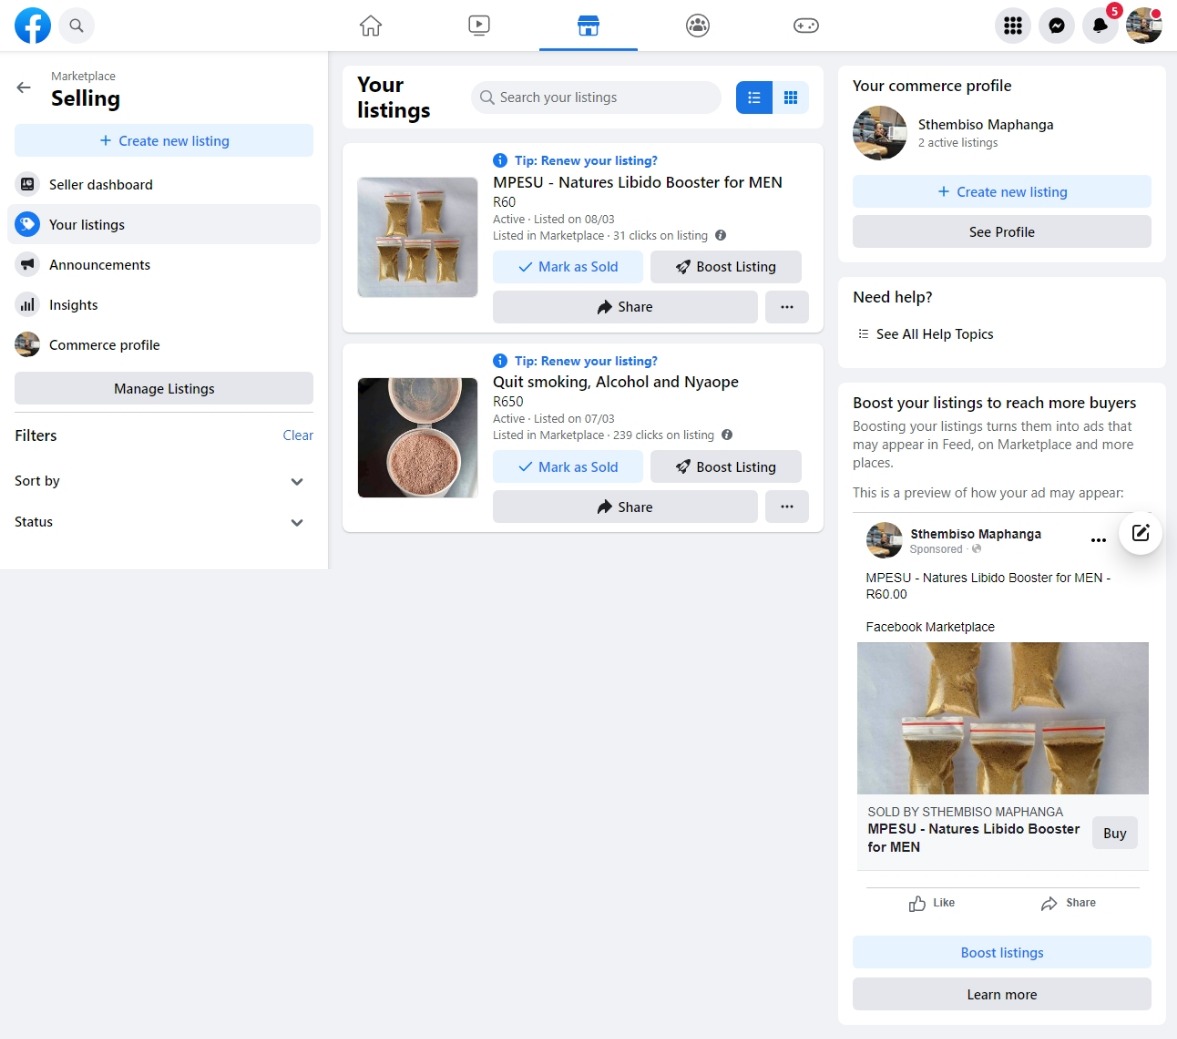 5
Marketplace
Selling
+ Create new listing
Seller dashboard
Your listings
Announcements
Insights
Commerce profile
Manage Listings
Filters
Clear
Sort by
Status
Your
listings
Search your listings
Tip: Renew your listing?
MPESU - Natures Libido Booster for MEN
R60
Active · Listed on 08/03
Listed in Marketplace · 31 clicks on listing
Mark as Sold
Boost Listing
Share
Tip: Renew your listing?
Quit smoking, Alcohol and Nyaope
R650
Active · Listed on 07/03
Listed in Marketplace · 239 clicks on listing
Mark as Sold
Boost Listing
Share
Your commerce profile
Sthembiso Maphanga
2 active listings
+ Create new listing
See Profile
Need help?
See All Help Topics
Boost your listings to reach more buyers
Boosting your listings turns them into ads that
may appear in Feed, on Marketplace and more
places.
This is a preview of how your ad may appear:
Sthembiso Maphanga
Sponsored ·
MPESU - Natures Libido Booster for MEN -
R60.00
Facebook Marketplace
SOLD BY STHEMBISO MAPHANGA
MPESU - Natures Libido Booster
for MEN
Buy
Like
Share
Boost listings
Learn more